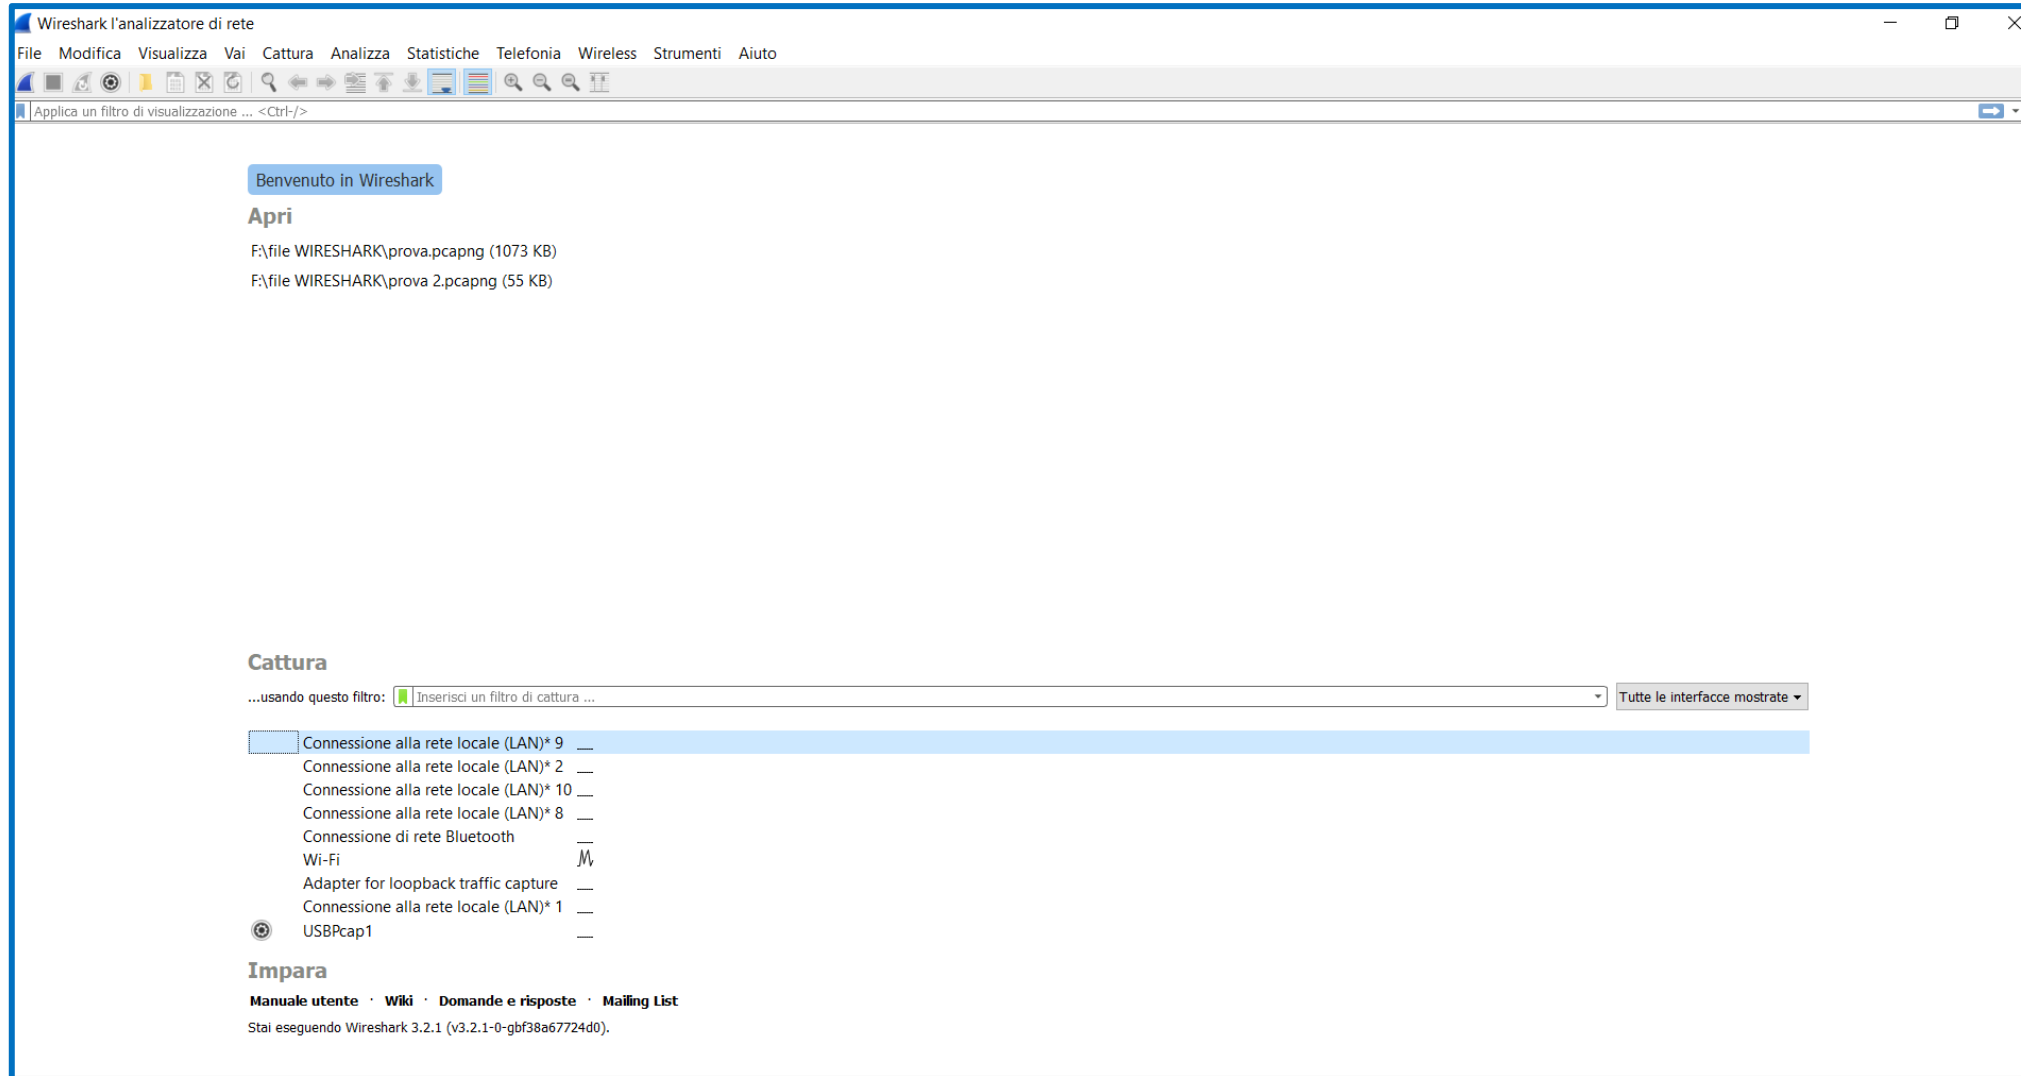 Wireshark l'analizzatore di rete
File Modifica Visualizza Vai Cattura Analizza Statistiche Telefonia Wireless Strumenti Aiuto
Applica un filtro di visualizzazione ... <Ctrl-/>
Benvenuto in Wireshark
Apri
F:\file WIRESHARK\prova.pcapng (1073 KB)
F:\file WIRESHARK\prova 2.pcapng (55 KB)
Cattura
...usando questo filtro: Inserisci un filtro di cattura ... Tutte le interfacce mostrate
Connessione alla rete locale (LAN)* 9
Connessione alla rete locale (LAN)* 2
Connessione alla rete locale (LAN)* 10
Connessione alla rete locale (LAN)* 8
Connessione di rete Bluetooth
Wi-Fi
Adapter for loopback traffic capture
Connessione alla rete locale (LAN)* 1
USBPcap1
Impara
Manuale utente · Wiki · Domande e risposte · Mailing List
Stai eseguendo Wireshark 3.2.1 (v3.2.1-0-gbf38a67724d0).